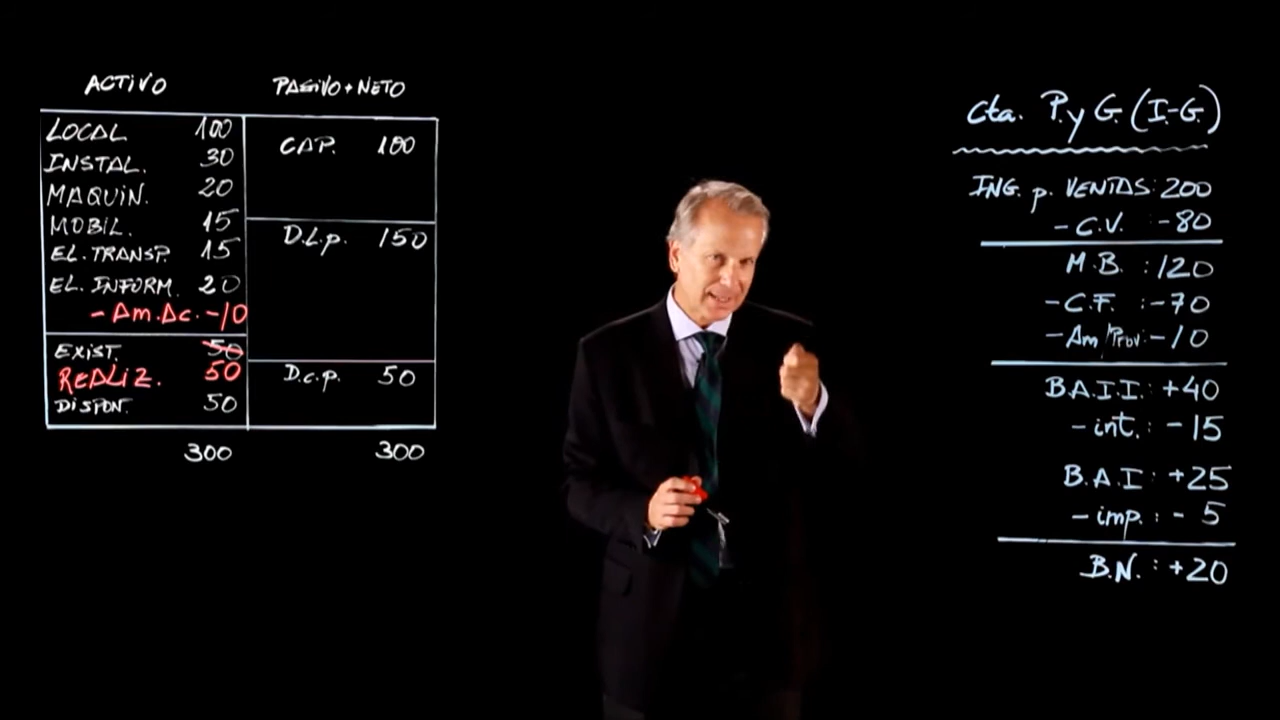 ACTIVO
PASIVO+NETO
LOCAL 100
INSTAL. 30
MAQUIN. 20
MOBIL. 15
EL.TRANSP. 15
EL.INFORM. 20
- Am.Ac. -10
EXIST. 50
REALIZ. 50
DISPON. 50
300
CAP. 100
D.L.p. 150
D.c.p. 50
300
Cta. P. y G. (I.-G.)
ING. p. VENTAS: 200
- C.V. : -80
M.B. : 120
- C.F. : -70
- Am/Prov: -10
B.A.I.I.: +40
- int. : -15
B.A.I : +25
- imp. : - 5
B.N. : +20